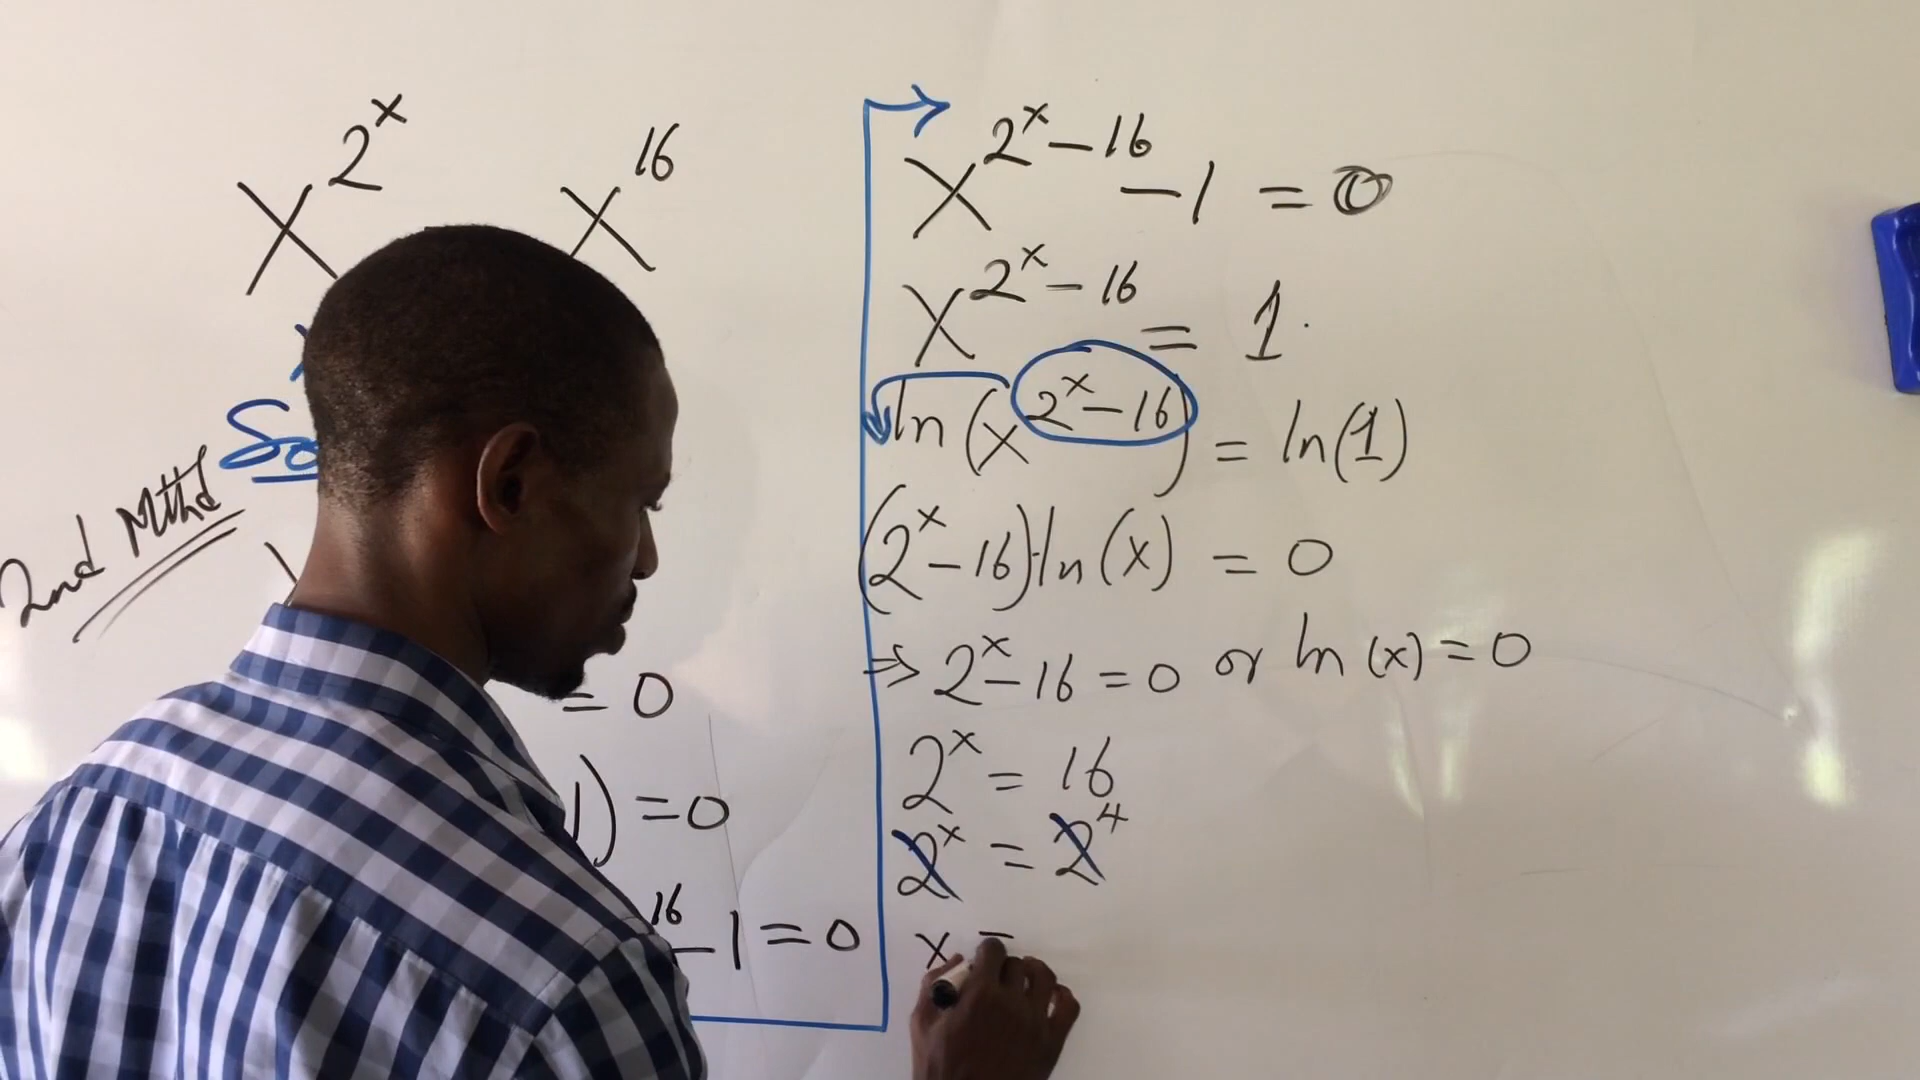 x^2^x x^16
So
2nd Mthd
= 0
1) = 0
16 - 1 = 0
x^(2^x - 16) - 1 = 0
x^(2^x - 16) = 1.
ln(x^(2^x - 16)) = ln(1)
(2^x - 16)·ln(x) = 0
⇒ 2^x - 16 = 0 or ln(x) = 0
2^x = 16
2^x = 2^4
x =